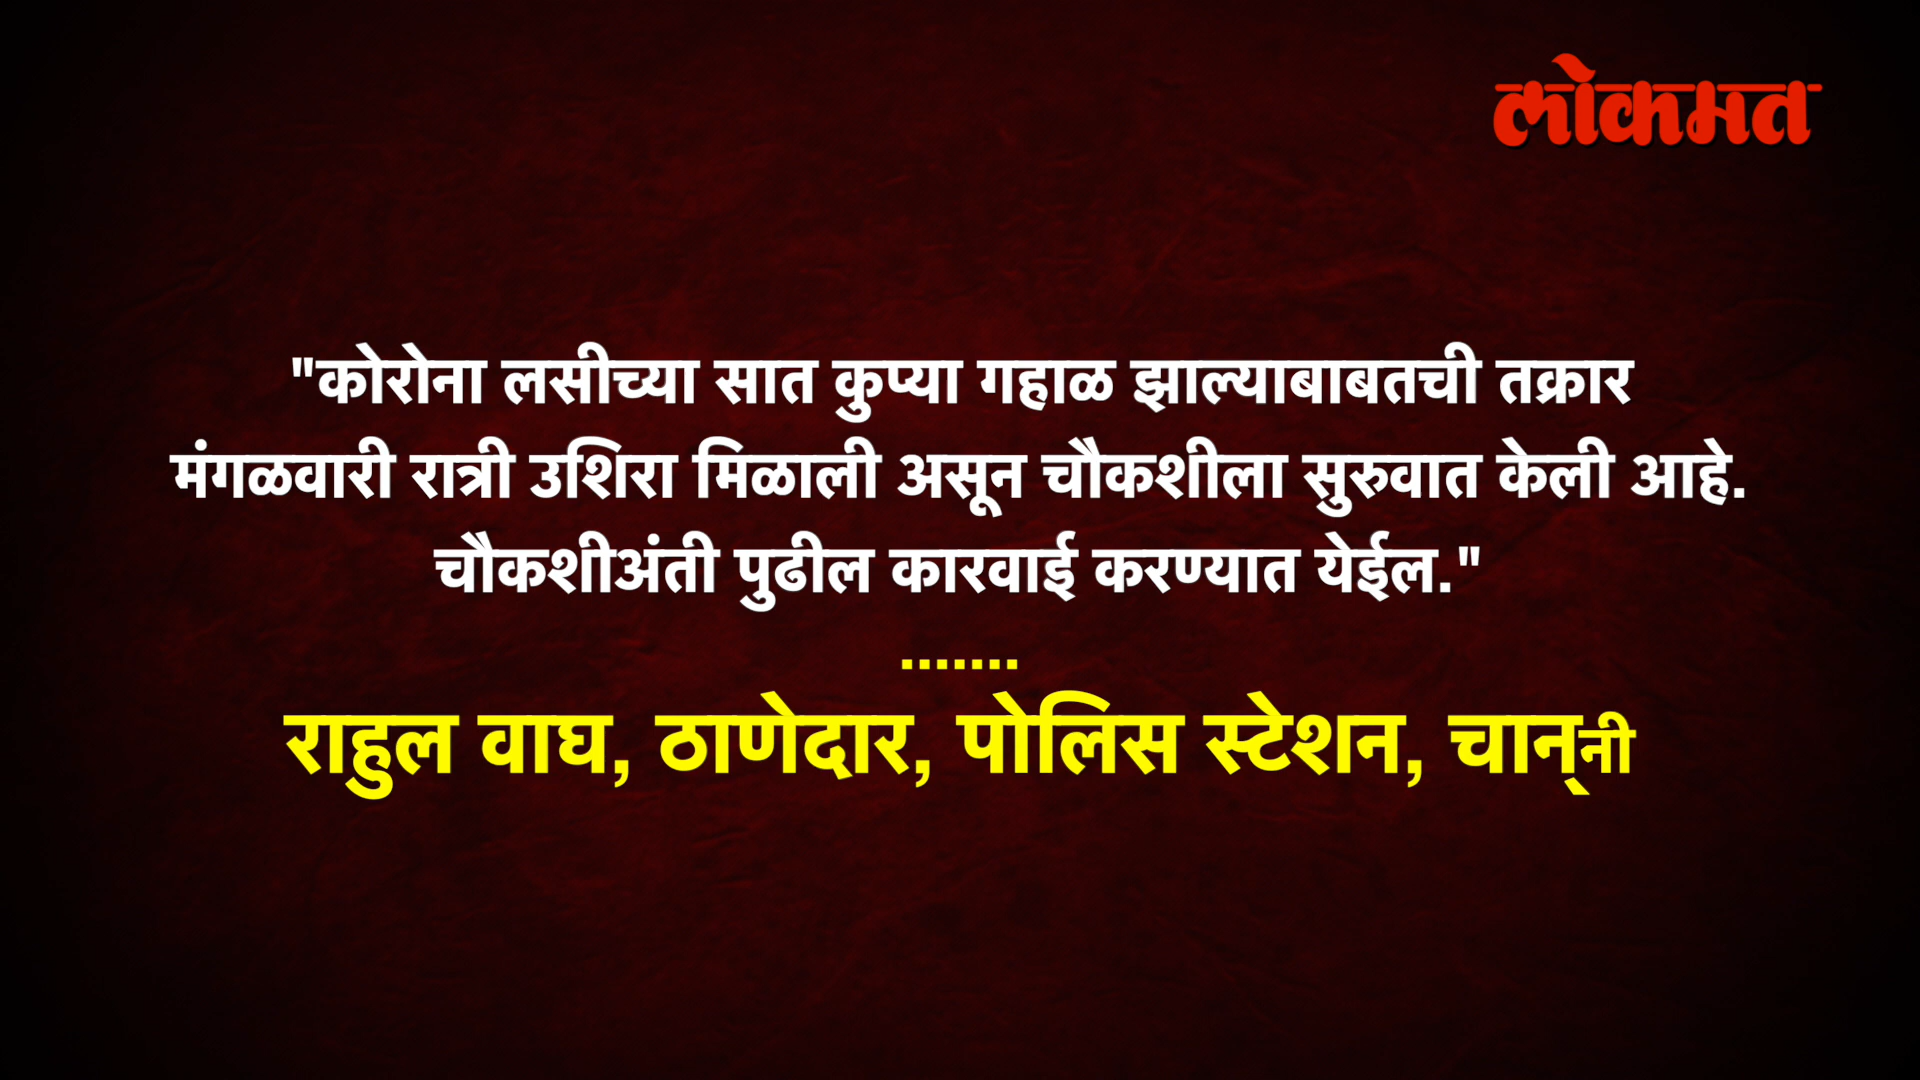 लोकमत
"कोरोना लसीच्या सात कुप्या गहाळ झाल्याबाबतची तक्रार
मंगळवारी रात्री उशिरा मिळाली असून चौकशीला सुरुवात केली आहे.
चौकशीअंती पुढील कारवाई करण्यात येईल."
.......
राहुल वाघ, ठाणेदार, पोलिस स्टेशन, चान्‌नी